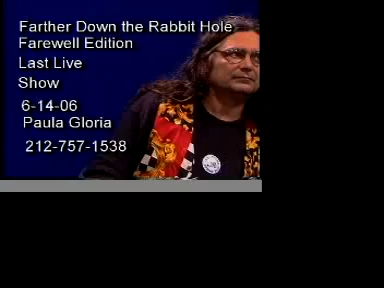 Farther Down the Rabbit Hole
Farewell Edition
Last Live
Show
6-14-06
Paula Gloria
212-757-1538